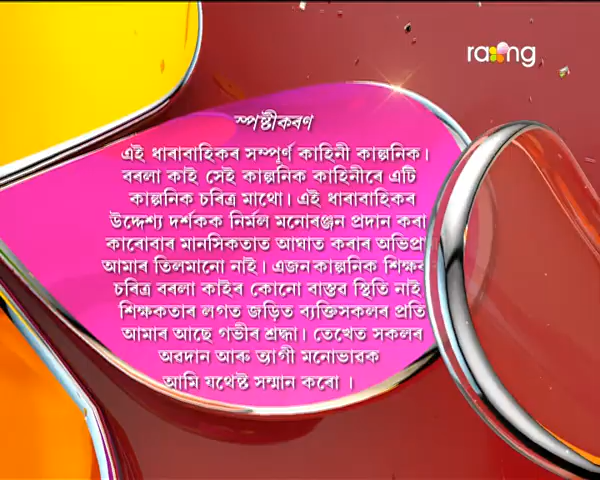 rang
স্পষ্টীকৰণ
এই ধাৰাবাহিকৰ সম্পূৰ্ণ কাহিনী কাল্পনিক।
বৰলা কাই সেই কাল্পনিক কাহিনীৰে এটি
কাল্পনিক চৰিত্ৰ মাথো। এই ধাৰাবাহিকৰ
উদ্দেশ্য দৰ্শকক নিৰ্মল মনোৰঞ্জন প্ৰদান কৰা
কাৰোবাৰ মানসিকতাত আঘাত কৰাৰ
আমাৰ তিলমানো নাই। এজন কাল্পনিক
চৰিত্ৰ বৰলা কাইৰ কোনো বাস্তৱ স্থিতি নাই
শিক্ষকতাৰ লগত জড়িত ব্যক্তিসকলৰ প্ৰতি
আমাৰ আছে গভীৰ শ্ৰদ্ধা। তেখেত সকলৰ
অৱদান আৰু ত্যাগী মনোভাৱক
আমি যথেষ্ট সন্মান কৰো ।